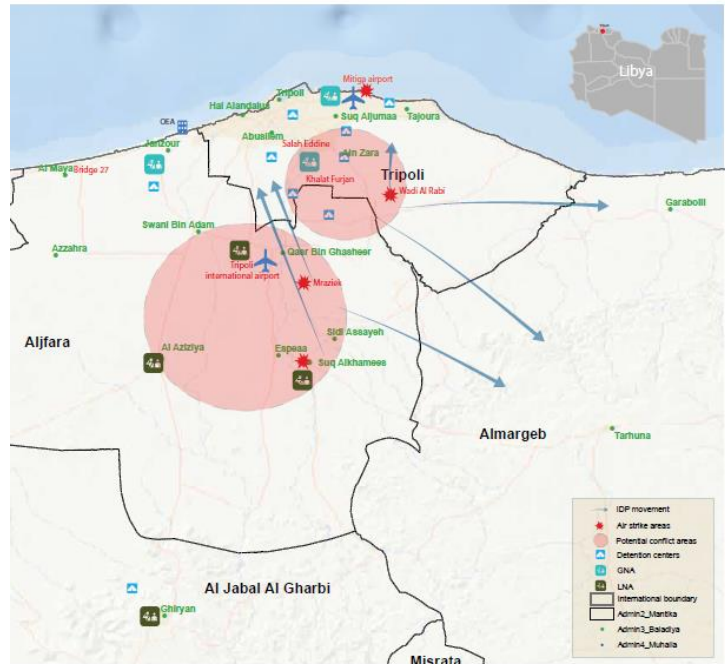 Libya
Mitiga airport
Tripoli
Hai Alandalus
Suq Aljumaa
Tajoura
OEA
Abusliem
Janzour
Salah Eddine
Ain Zara
Al Maya
Bridge 27
Khalat Furjan
Tripoli
Wadi Al Rabi
Garabolli
Swani Bin Adam
Azzahra
Qasr Bin Ghasheer
Tripoli
international airport
Mraziek
Aljfara
Sidi Assayeh
Al Aziziya
Espeaa
Suq Alkhamees
Almargeb
Tarhuna
IDP movement
Air strike areas
Potential conflict areas
Detention centers
GNA
LNA
International boundary
Admin2_Mantika
Admin3_Baladiya
Admin4_Muhalla
Al Jabal Al Gharbi
Ghiryan
Misrata